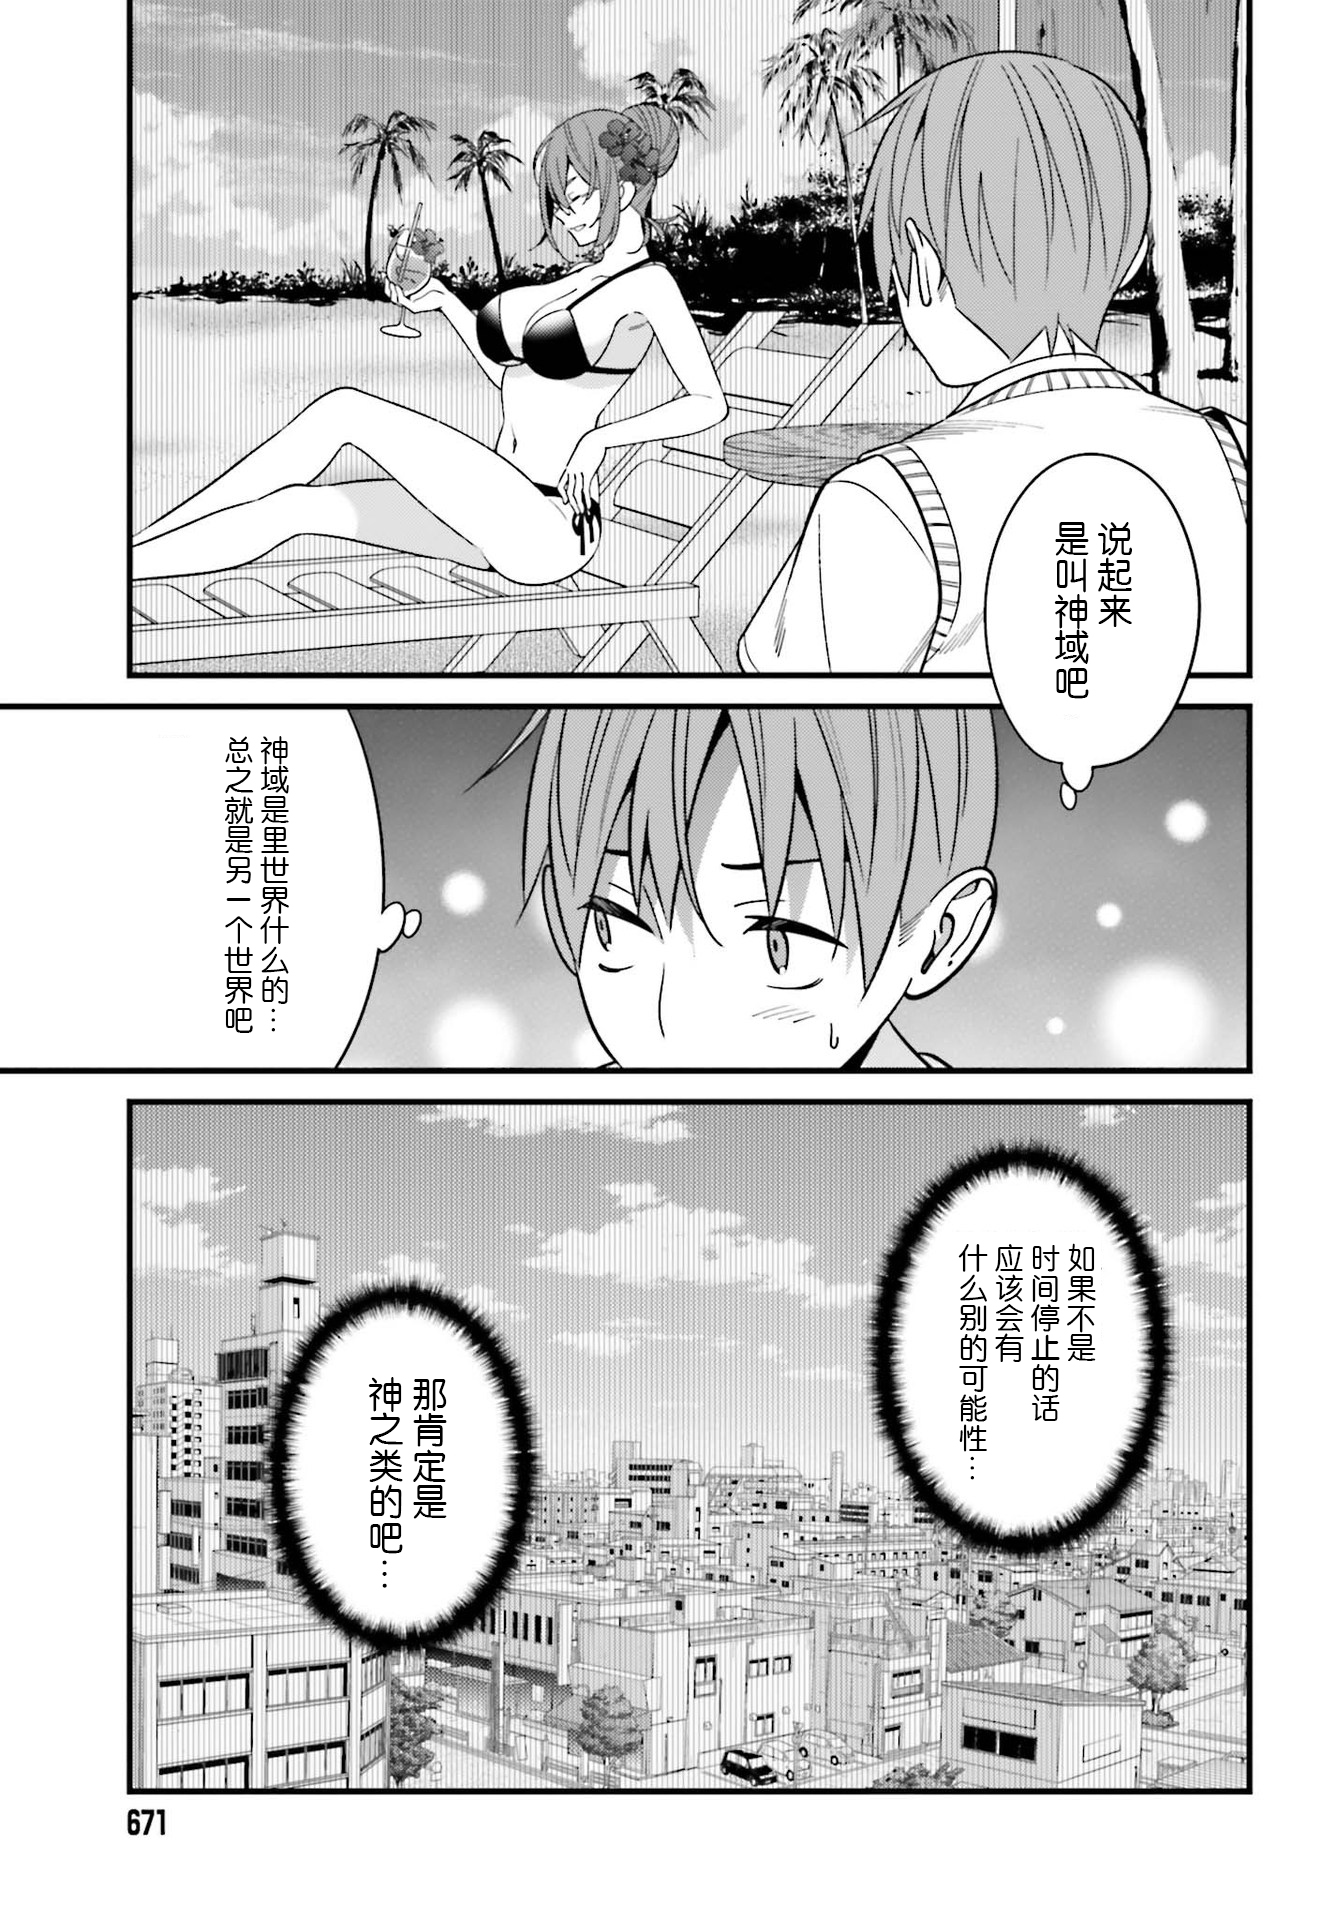 说起来
是叫神域吧
神域是里世界什么的…
总之就是另一个世界吧
如果不是
时间停止的话
应该会有
什么别的可能性…
那肯定是
神之类的吧…
671